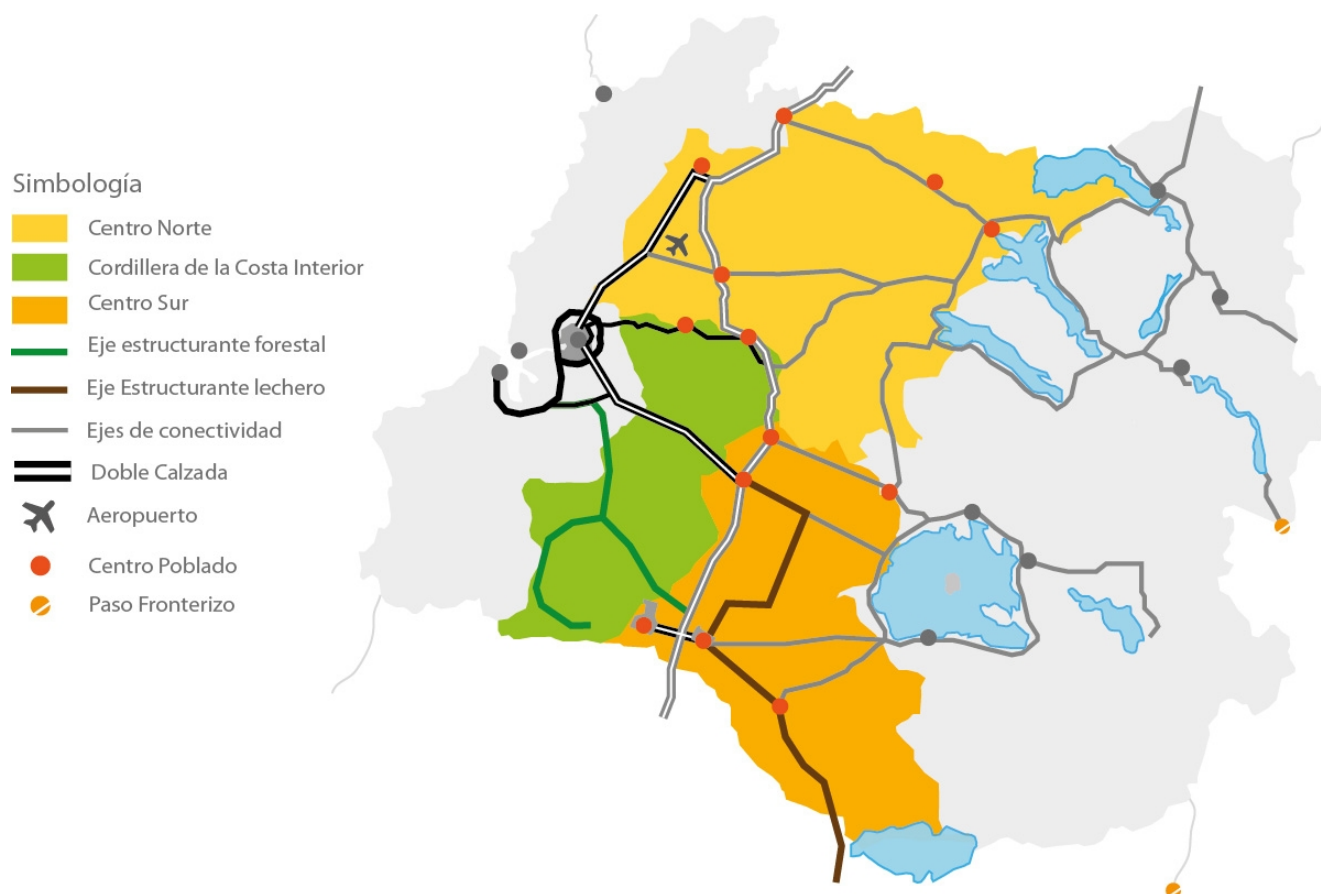 Simbología
Centro Norte
Cordillera de la Costa Interior
Centro Sur
Eje estructurante forestal
Eje Estructurante lechero
Ejes de conectividad
Doble Calzada
Aeropuerto
Centro Poblado
Paso Fronterizo